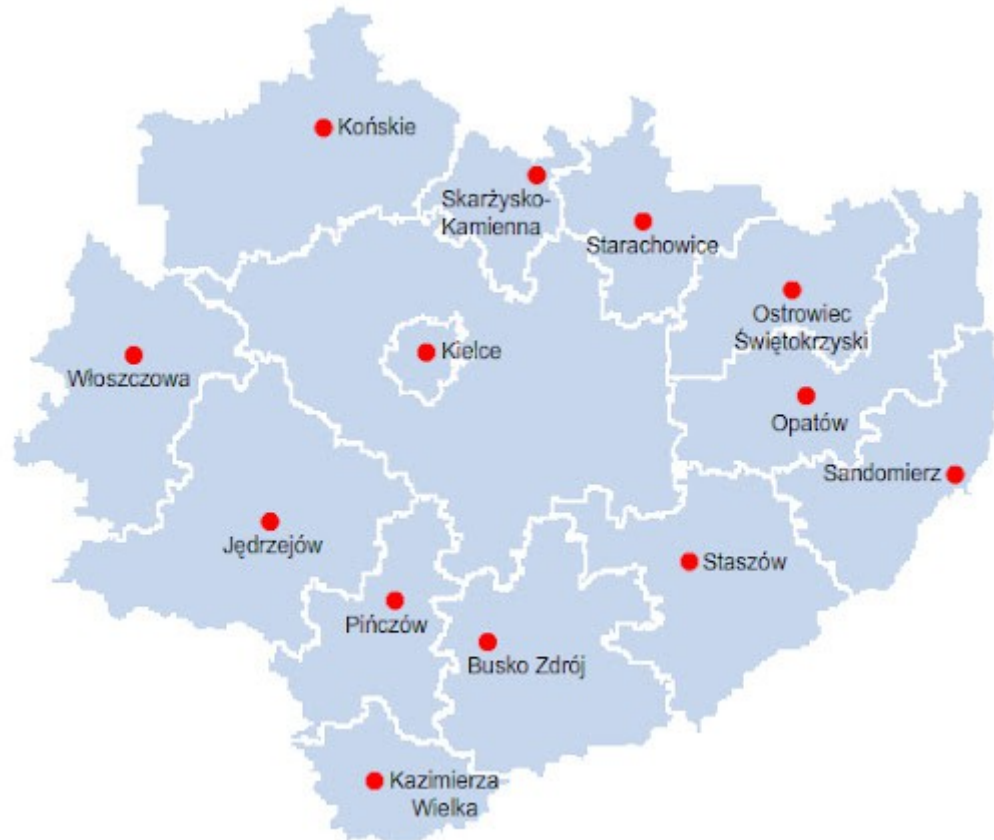 Końskie
Skarżysko-
Kamienna
Starachowice
Ostrowiec
Świętokrzyski
Kielce
Włoszczowa
Opatów
Sandomierz
Jędrzejów
Staszów
Pińczów
Busko Zdrój
Kazimierza
Wielka